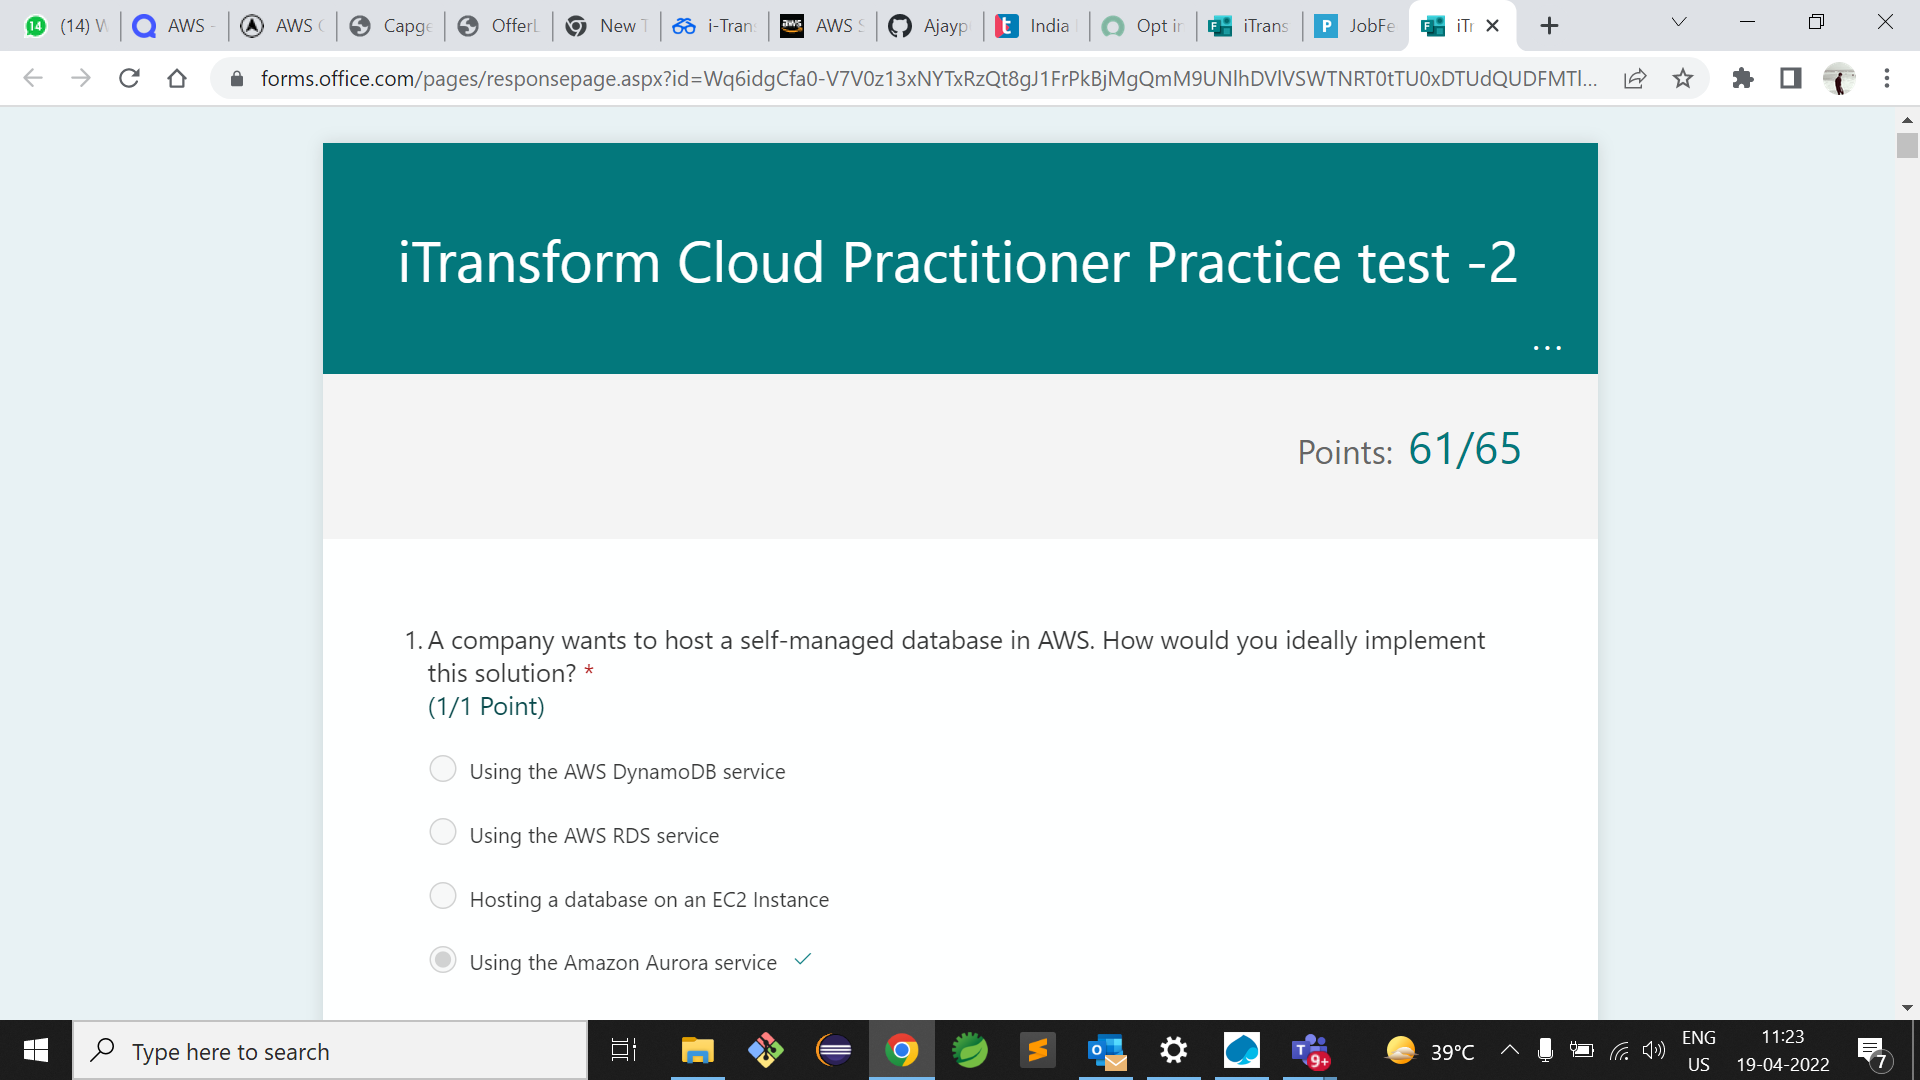 (14) W
AWS -
AWS C
Capge
OfferL
New T
i-Trans
AWS S
Ajayp
India
Opt in
iTrans
JobFe
iTr
forms.office.com/pages/responsepage.aspx?id=Wq6idgCfa0-V7V0z13xNYTxRzQt8gJ1FrPkBjMgQmM9UNlhDVlVSWTNRT0tTU0xDTUdQUDFMTl...
iTransform Cloud Practitioner Practice test -2
...
Points: 61/65
1. A company wants to host a self-managed database in AWS. How would you ideally implement
this solution? *
(1/1 Point)
Using the AWS DynamoDB service
Using the AWS RDS service
Hosting a database on an EC2 Instance
Using the Amazon Aurora service
Type here to search
39°C
ENG
US
11:23
19-04-2022
7
9+